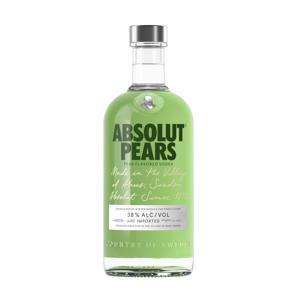 ABSOLUT
PEARS
PEAR FLAVORED VODKA
Made in the Village
of Åhus, Sweden.
Absolut Since 1879
38% ALC/VOL
IMPORTED
COUNTRY OF SWEDEN